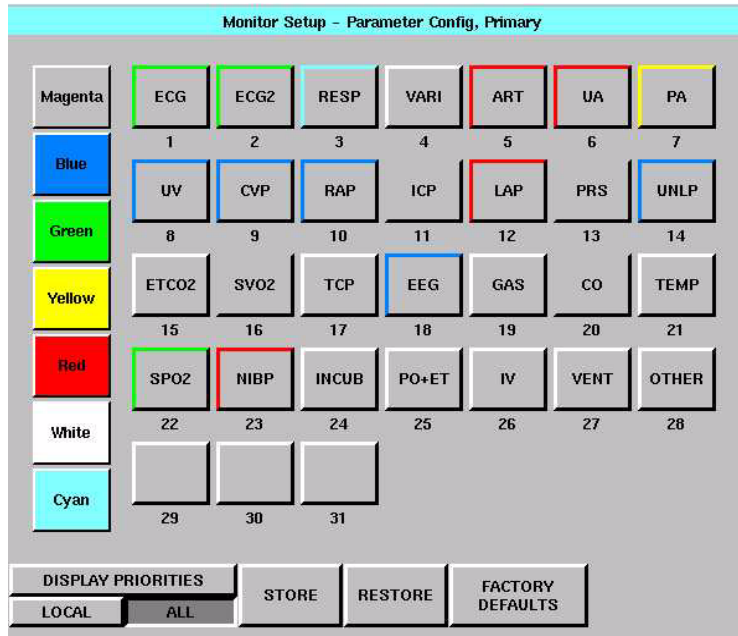 Monitor Setup - Parameter Config, Primary
Magenta ECG ECG2 RESP VARI ART UA PA
1 2 3 4 5 6 7
Blue UV CVP RAP ICP LAP PRS UNLP
Green 8 9 10 11 12 13 14
Yellow ETCO2 SVO2 TCP EEG GAS CO TEMP
15 16 17 18 19 20 21
Red SPO2 NIBP INCUB PO+ET IV VENT OTHER
White 22 23 24 25 26 27 28
Cyan
29 30 31
DISPLAY PRIORITIES STORE RESTORE FACTORY DEFAULTS
LOCAL ALL